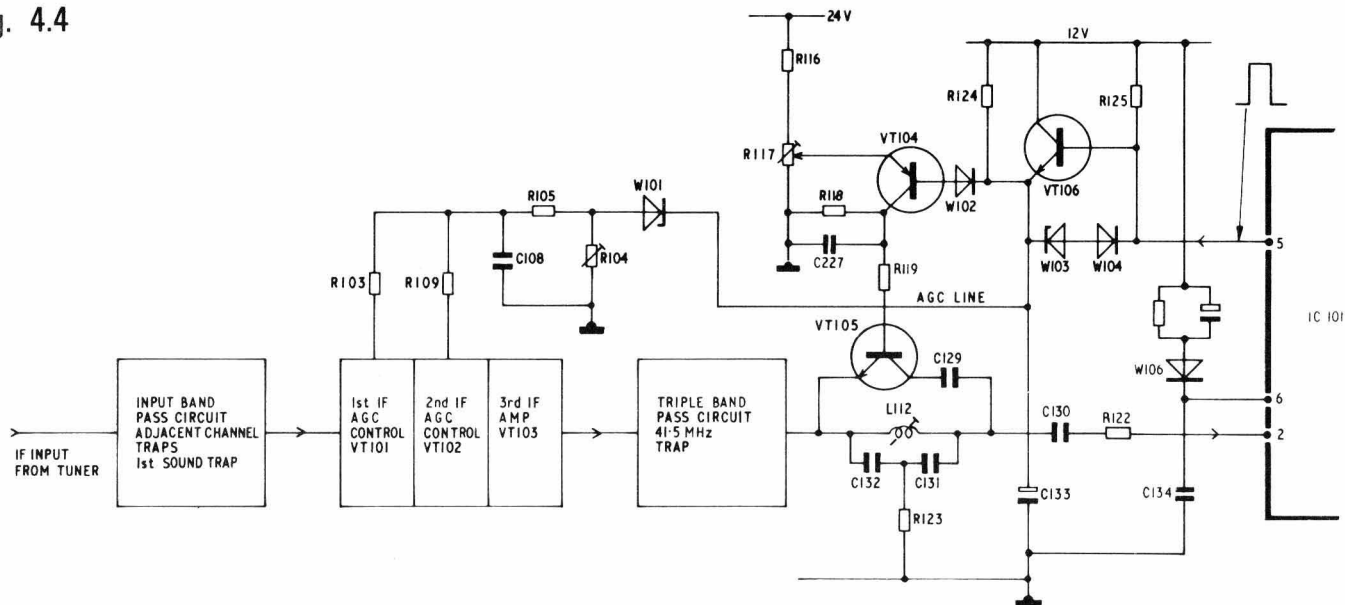 g. 4.4
24V
R116
12V
R124
R125
VT104
R117
VT106
W101
R105
R118
W102
R104
C108
C227
5
W103
W104
R103
R109
R119
AGC LINE
IC 101
VT105
C129
W106
INPUT BAND
PASS CIRCUIT
ADJACENT CHANNEL
TRAPS
1st SOUND TRAP
1st IF
AGC
CONTROL
VT101
2nd IF
AGC
CONTROL
VT102
3rd IF
AMP
VT103
TRIPLE BAND
PASS CIRCUIT
41·5 MHz
TRAP
L112
C130
R122
6
2
IF INPUT
FROM TUNER
C132
C131
C133
C134
R123